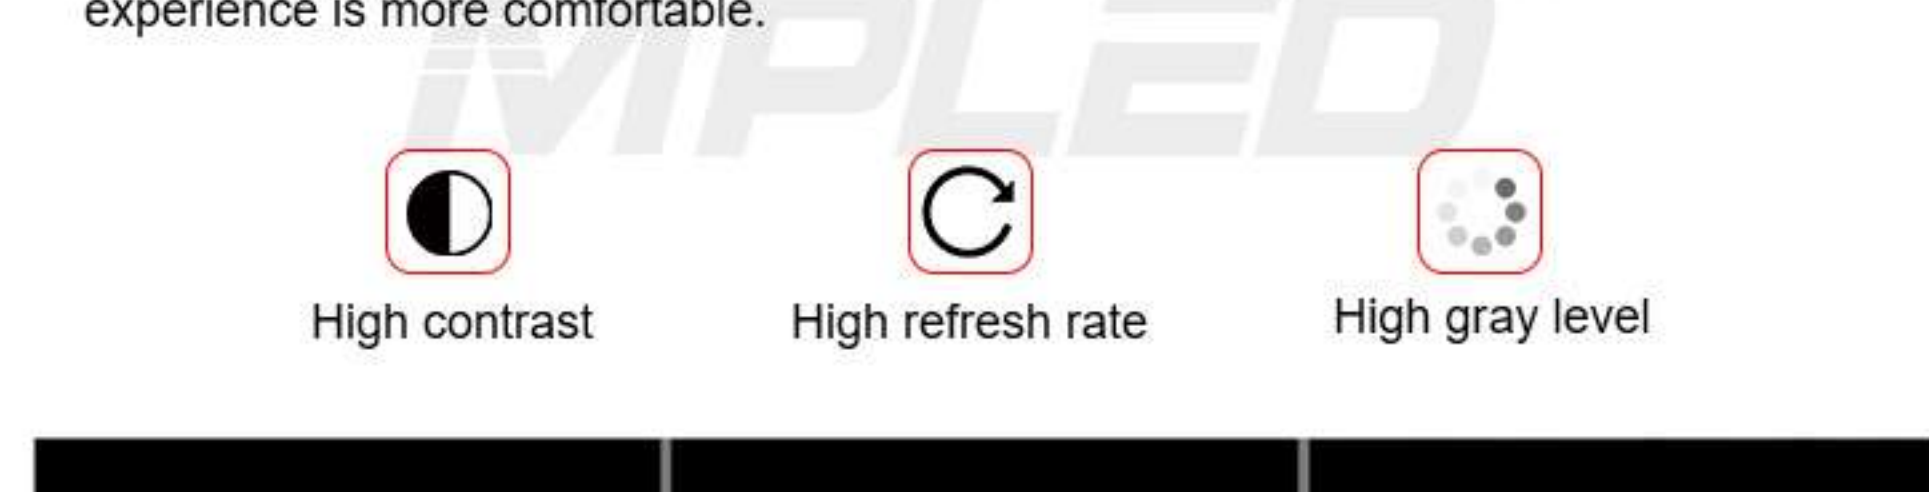 experience is more comfortable.
MPLED
High contrast
High refresh rate
High gray level